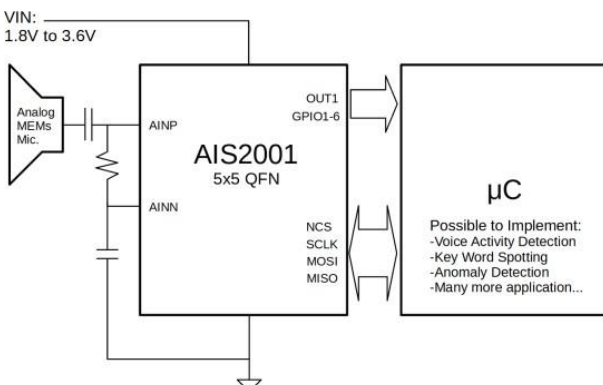 VIN:
1.8V to 3.6V
Analog
MEMs
Mic.
AINP
AINN
AIS2001
5x5 QFN
OUT1
GPIO1-6
NCS
SCLK
MOSI
MISO
µC
Possible to Implement:
-Voice Activity Detection
-Key Word Spotting
-Anomaly Detection
-Many more application...